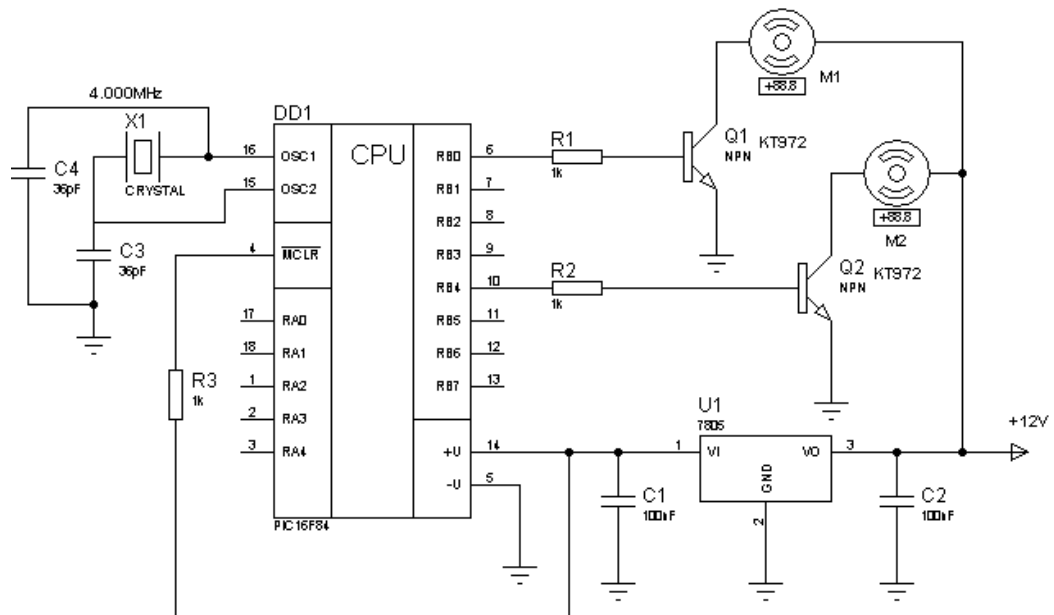 4.000MHz
X1
C4
36pF
CRYSTAL
C3
36pF
DD1
CPU
16
OSC1
15
OSC2
4
MCLR
17
RA0
18
RA1
1
RA2
2
RA3
3
RA4
RB0
6
RB1
7
RB2
8
RB3
9
RB4
10
RB5
11
RB6
12
RB7
13
+U
14
-U
5
PIC16F84
R3
1k
R1
1k
R2
1k
Q1
NPN
KT972
+88.8
M1
Q2
NPN
KT972
+88.8
M2
U1
7805
1
VI
VO
3
GND
2
C1
100nF
C2
100nF
+12V